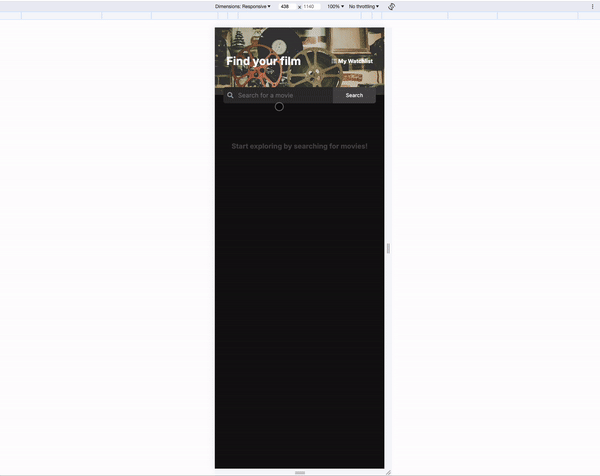 Dimensions: Responsive ▾ 438 × 1140 100% ▾ No throttling ▾
Find your film
My Watchlist
Search for a movie
Search
Start exploring by searching for movies!